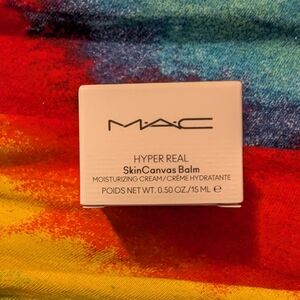 M·A·C
HYPER REAL
SkinCanvas Balm
MOISTURIZING CREAM/CRÈME HYDRATANTE
POIDS NET WT. 0.50 OZ./15 ML ℮